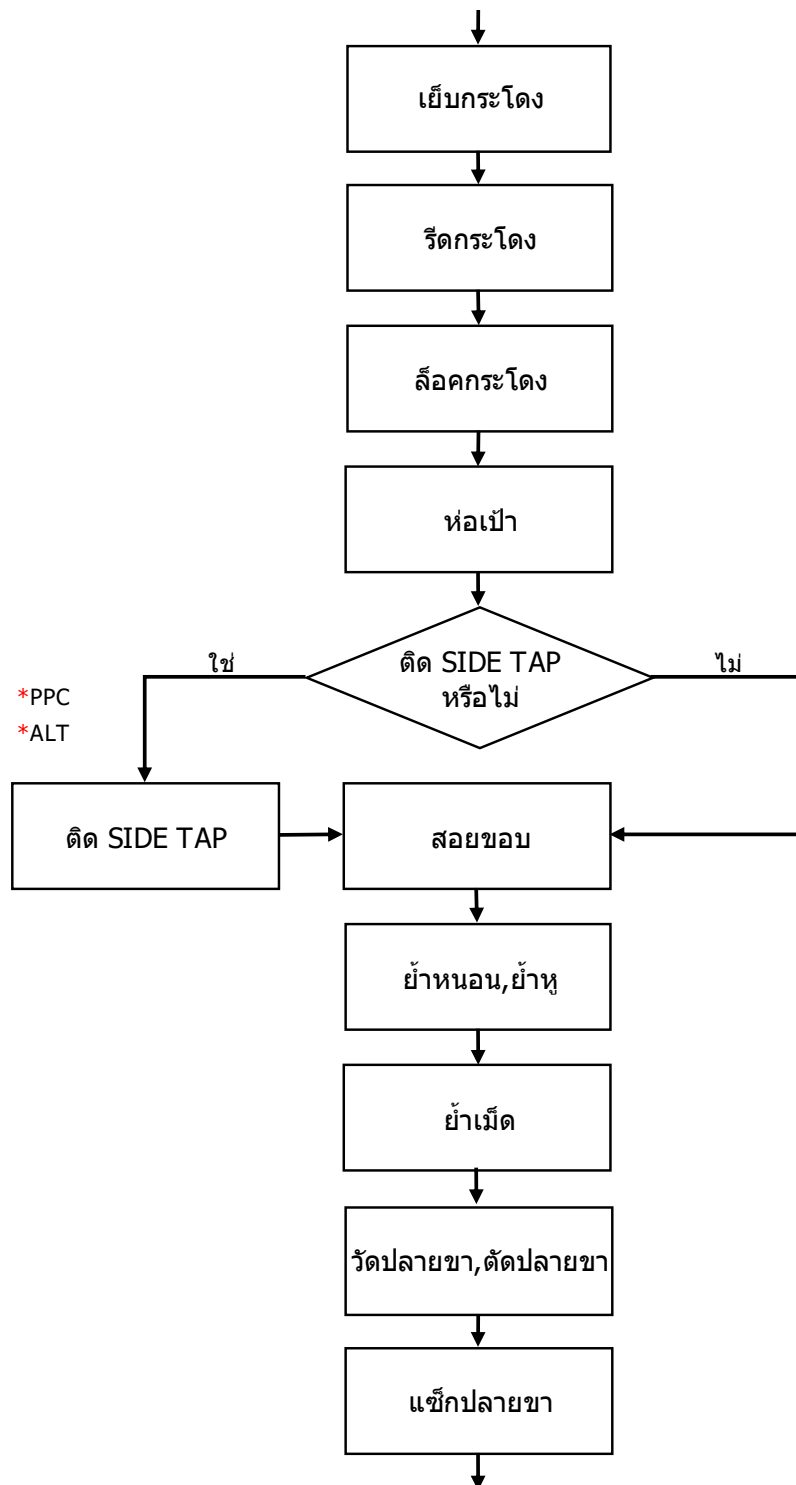 เย็บกระโดง
รีดกระโดง
ล็อคกระโดง
ห่อเป้า
ใช่
ติด SIDE TAP
หรือไม่
ไม่
*PPC
*ALT
ติด SIDE TAP
สอยขอบ
ย้ำหนอน,ย้ำหู
ย้ำเม็ด
วัดปลายขา,ตัดปลายขา
แซ็กปลายขา